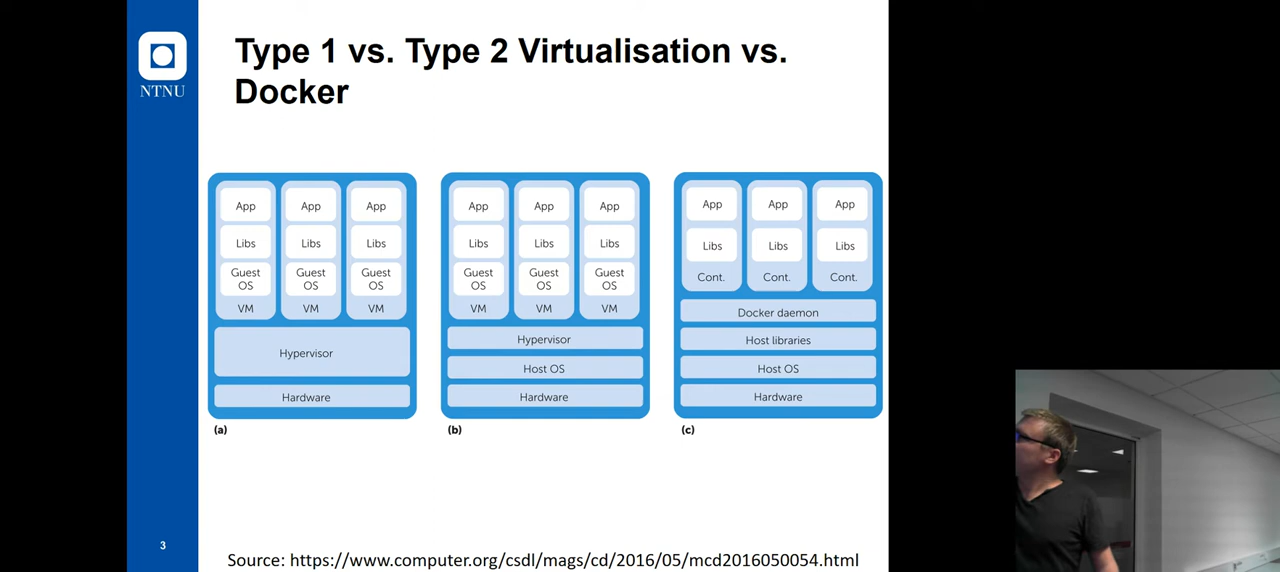 NTNU
Type 1 vs. Type 2 Virtualisation vs.
Docker
App App App
Libs Libs Libs
Guest OS Guest OS Guest OS
VM VM VM
Hypervisor
Hardware
(a)
App App App
Libs Libs Libs
Guest OS Guest OS Guest OS
VM VM VM
Hypervisor
Host OS
Hardware
(b)
App App App
Libs Libs Libs
Cont. Cont. Cont.
Docker daemon
Host libraries
Host OS
Hardware
(c)
3
Source: https://www.computer.org/csdl/mags/cd/2016/05/mcd2016050054.html